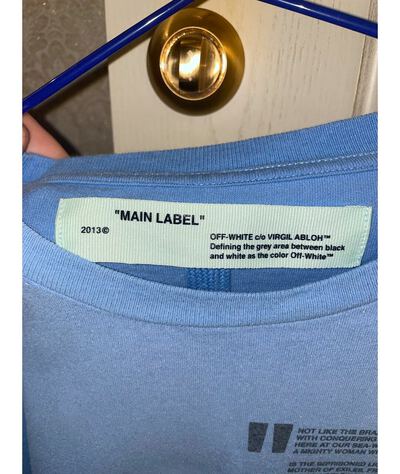 "MAIN LABEL"
2013©
OFF-WHITE c/o VIRGIL ABLOH™
Defining the grey area between black
and white as the color Off-White™
"
NOT LIKE THE BRA
WITH CONQUERING
HERE AT OUR SEA-W
A MIGHTY WOMAN W
IS THE IMPRISONED LI
MOTHER OF EXILES. FR